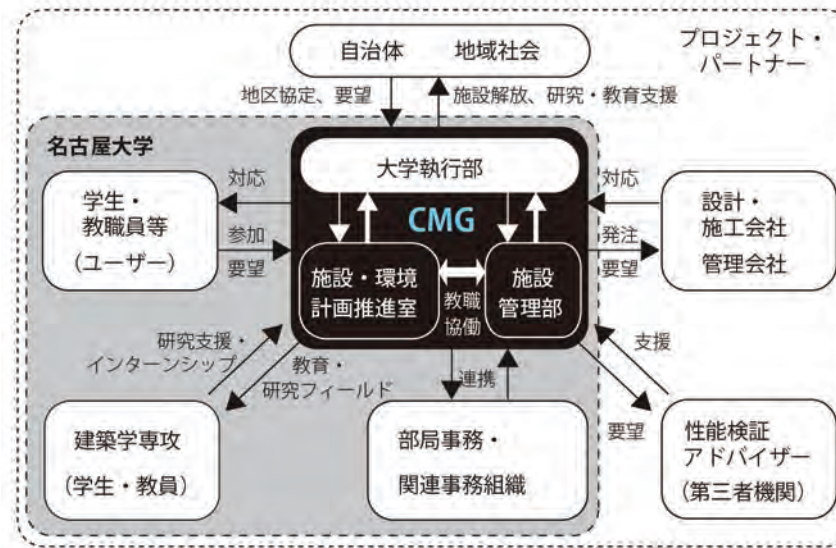 プロジェクト・
パートナー
自治体　地域社会
地区協定、要望
施設解放、研究・教育支援
名古屋大学
大学執行部
学生・
教職員等
(ユーザー)
対応
参加
要望
CMG
対応
発注
要望
設計・
施工会社
管理会社
施設・環境
計画推進室
教職
協働
施設
管理部
研究支援・
インターンシップ
教育・
研究フィールド
連携
支援
要望
建築学専攻
(学生・教員)
部局事務・
関連事務組織
性能検証
アドバイザー
(第三者機関)